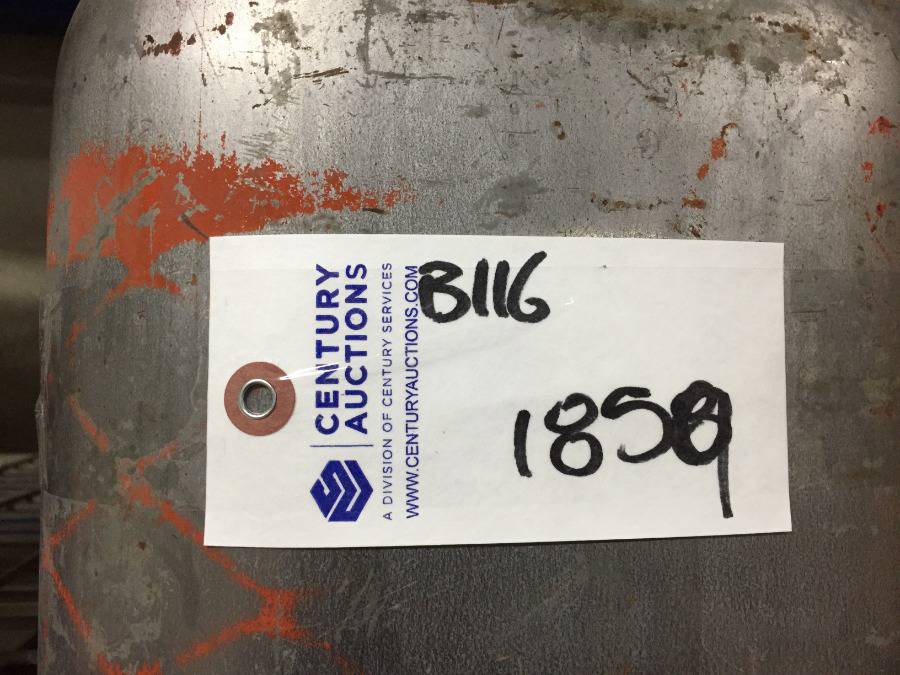 CENTURY
AUCTIONS
A DIVISION OF CENTURY SERVICES
WWW.CENTURYAUCTIONS.COM
B116
1859